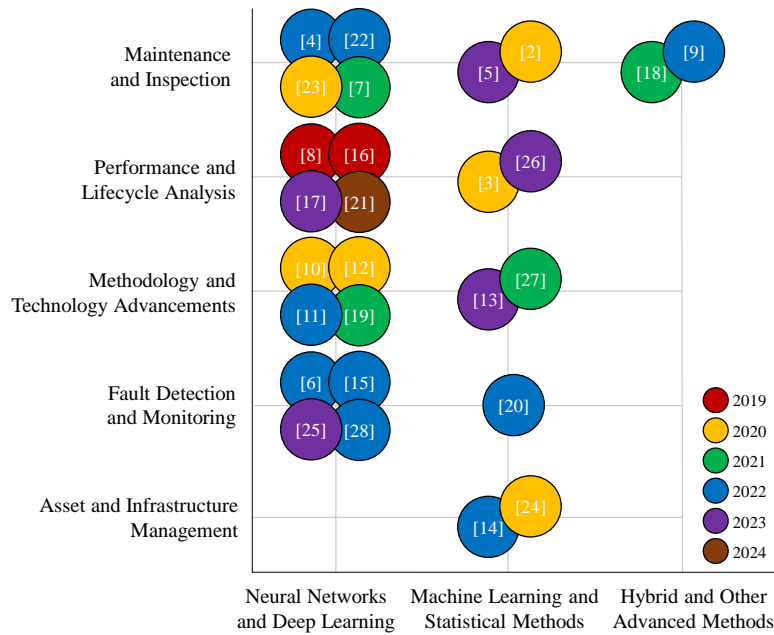 Maintenance
and Inspection
[4] [22] [2] [9]
[23] [7] [5] [18]
Performance and
Lifecycle Analysis
[8] [16] [26]
[17] [21] [3]
Methodology and
Technology Advancements
[10] [12] [27]
[11] [19] [13]
Fault Detection
and Monitoring
[6] [15] [20]
[25] [28]
2019
2020
2021
2022
2023
2024
Asset and Infrastructure
Management
[24]
[14]
Neural Networks
and Deep Learning
Machine Learning and
Statistical Methods
Hybrid and Other
Advanced Methods